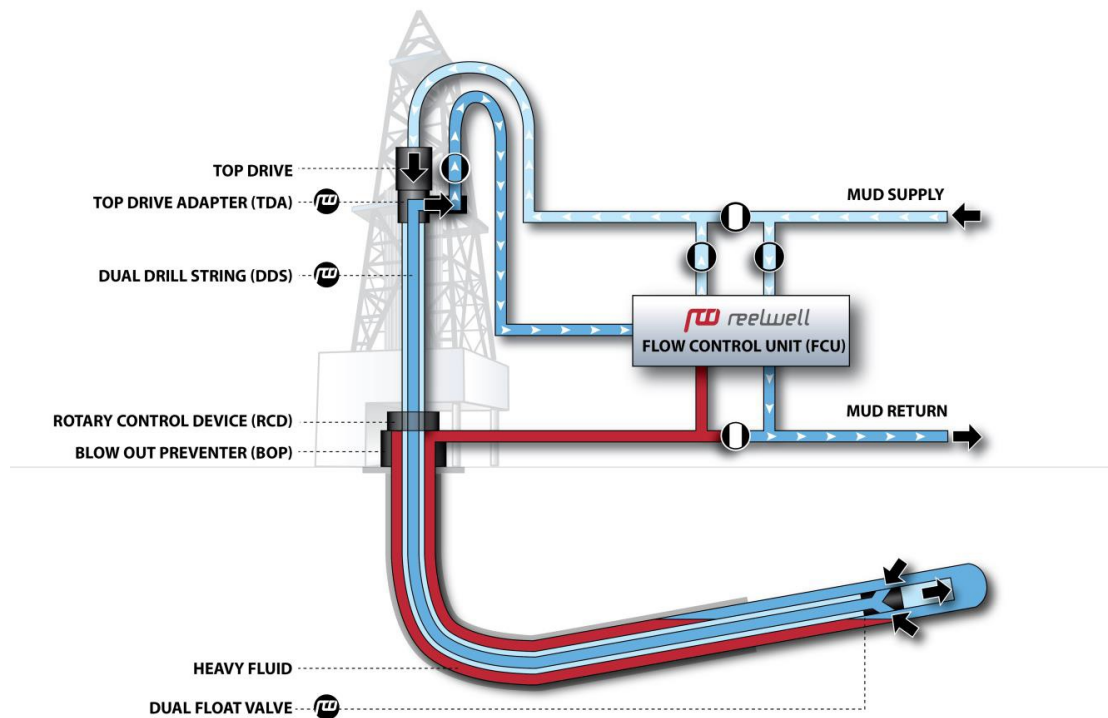 TOP DRIVE
TOP DRIVE ADAPTER (TDA)
MUD SUPPLY
DUAL DRILL STRING (DDS)
reelwell
FLOW CONTROL UNIT (FCU)
ROTARY CONTROL DEVICE (RCD)
MUD RETURN
BLOW OUT PREVENTER (BOP)
HEAVY FLUID
DUAL FLOAT VALVE